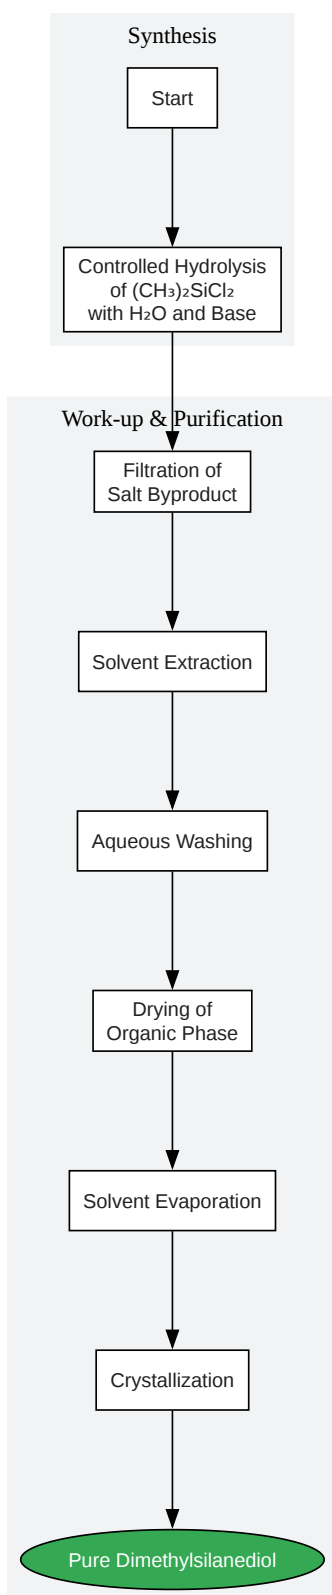 Synthesis
Start
Controlled Hydrolysis
of (CH₃)₂SiCl₂
with H₂O and Base
Work-up & Purification
Filtration of
Salt Byproduct
Solvent Extraction
Aqueous Washing
Drying of
Organic Phase
Solvent Evaporation
Crystallization
Pure Dimethylsilanediol